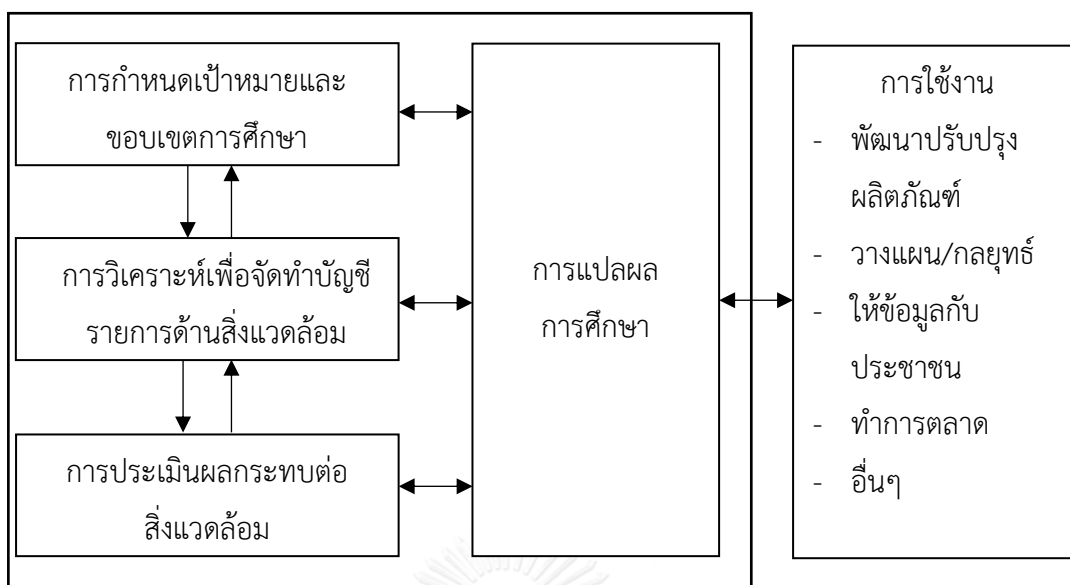 การกำหนดเป้าหมายและ
ขอบเขตการศึกษา
การวิเคราะห์เพื่อจัดทำบัญชี
รายการด้านสิ่งแวดล้อม
การประเมินผลกระทบต่อ
สิ่งแวดล้อม
การแปลผล
การศึกษา
การใช้งาน
- พัฒนาปรับปรุง
ผลิตภัณฑ์
- วางแผน/กลยุทธ์
- ให้ข้อมูลกับ
ประชาชน
- ทำการตลาด
- อื่นๆ